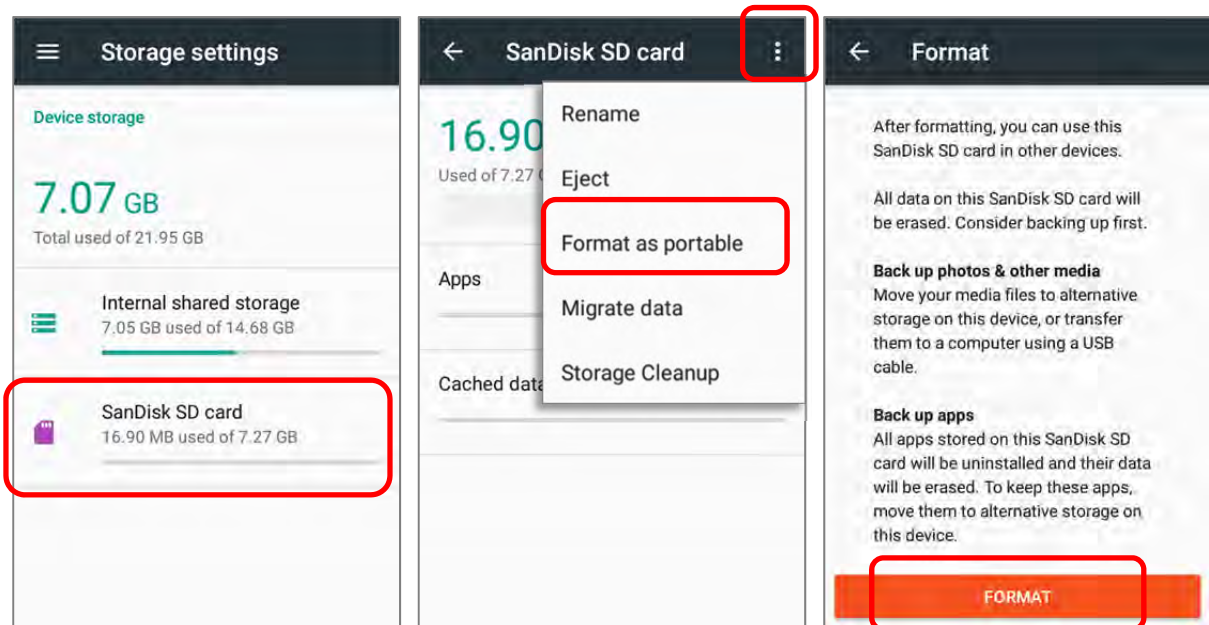 Storage settings
Device storage
7.07 GB
Total used of 21.95 GB
Internal shared storage
7.05 GB used of 14.68 GB
SanDisk SD card
16.90 MB used of 7.27 GB
SanDisk SD card
16.90
Used of 7.27
Apps
Cached data
Rename
Eject
Format as portable
Migrate data
Storage Cleanup
Format
After formatting, you can use this
SanDisk SD card in other devices.
All data on this SanDisk SD card will
be erased. Consider backing up first.
Back up photos & other media
Move your media files to alternative
storage on this device, or transfer
them to a computer using a USB
cable.
Back up apps
All apps stored on this SanDisk SD
card will be uninstalled and their data
will be erased. To keep these apps,
move them to alternative storage on
this device.
FORMAT